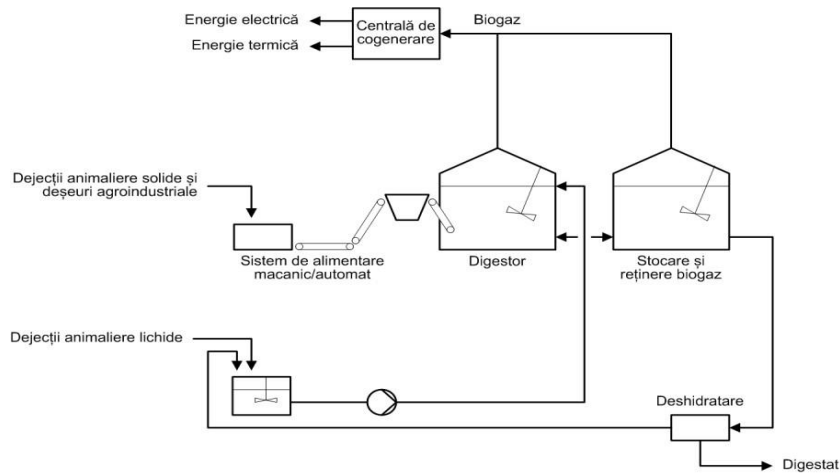 Energie electrică
Centrală de
cogenerare
Biogaz
Energie termică
Dejecții animaliere solide și
deșeuri agroindustriale
Sistem de alimentare
macanic/automat
Digestor
Stocare și
reținere biogaz
Dejecții animaliere lichide
Deshidratare
Digestat